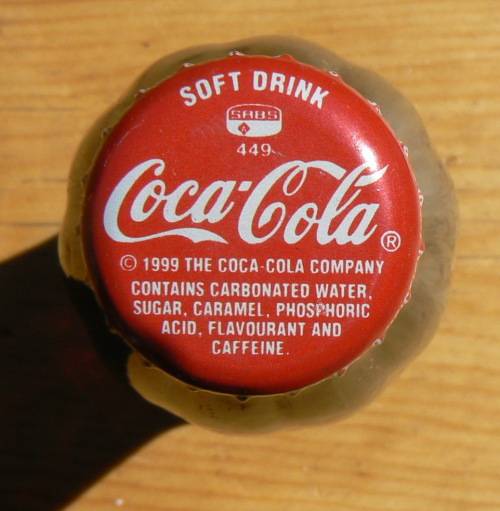 SOFT DRINK
SABS
449
Coca-Cola ®
© 1999 THE COCA-COLA COMPANY
CONTAINS CARBONATED WATER,
SUGAR, CARAMEL, PHOSPHORIC
ACID, FLAVOURANT AND
CAFFEINE.